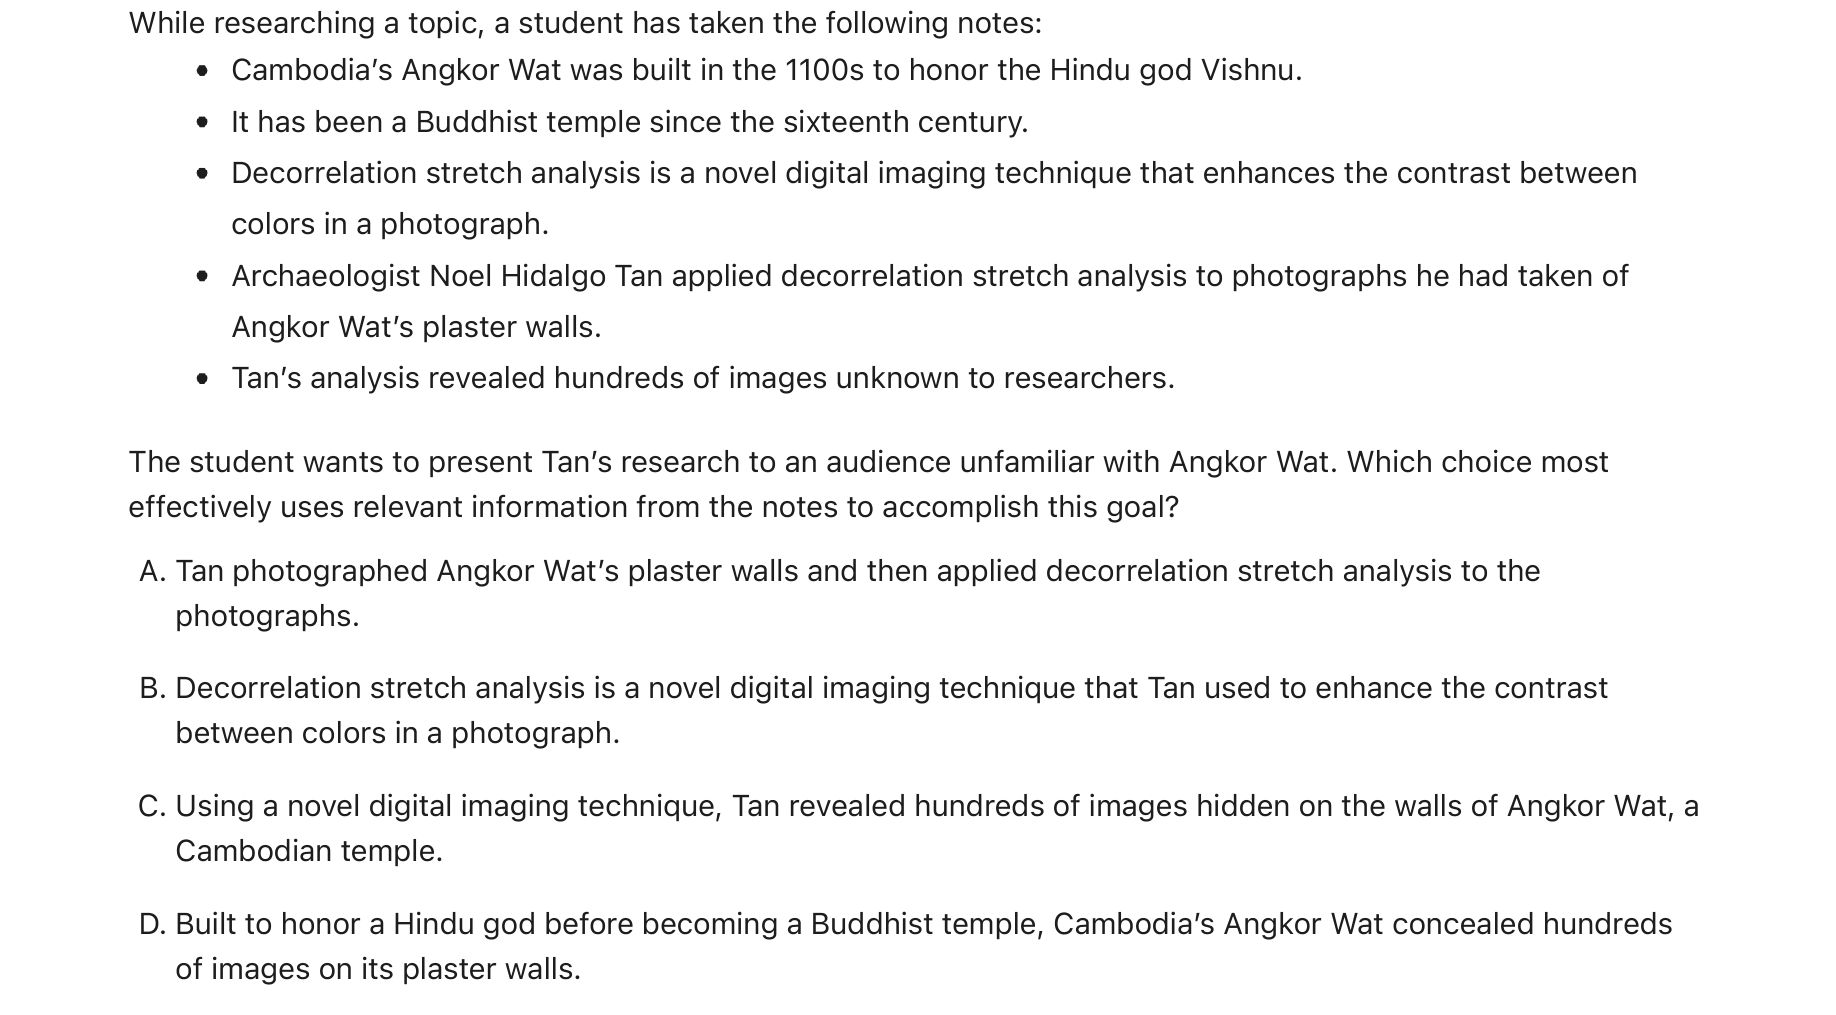 While researching a topic, a student has taken the following notes:
• Cambodia’s Angkor Wat was built in the 1100s to honor the Hindu god Vishnu.
• It has been a Buddhist temple since the sixteenth century.
• Decorrelation stretch analysis is a novel digital imaging technique that enhances the contrast between
colors in a photograph.
• Archaeologist Noel Hidalgo Tan applied decorrelation stretch analysis to photographs he had taken of
Angkor Wat’s plaster walls.
• Tan’s analysis revealed hundreds of images unknown to researchers.
The student wants to present Tan’s research to an audience unfamiliar with Angkor Wat. Which choice most
effectively uses relevant information from the notes to accomplish this goal?
A. Tan photographed Angkor Wat’s plaster walls and then applied decorrelation stretch analysis to the
photographs.
B. Decorrelation stretch analysis is a novel digital imaging technique that Tan used to enhance the contrast
between colors in a photograph.
C. Using a novel digital imaging technique, Tan revealed hundreds of images hidden on the walls of Angkor Wat, a
Cambodian temple.
D. Built to honor a Hindu god before becoming a Buddhist temple, Cambodia’s Angkor Wat concealed hundreds
of images on its plaster walls.